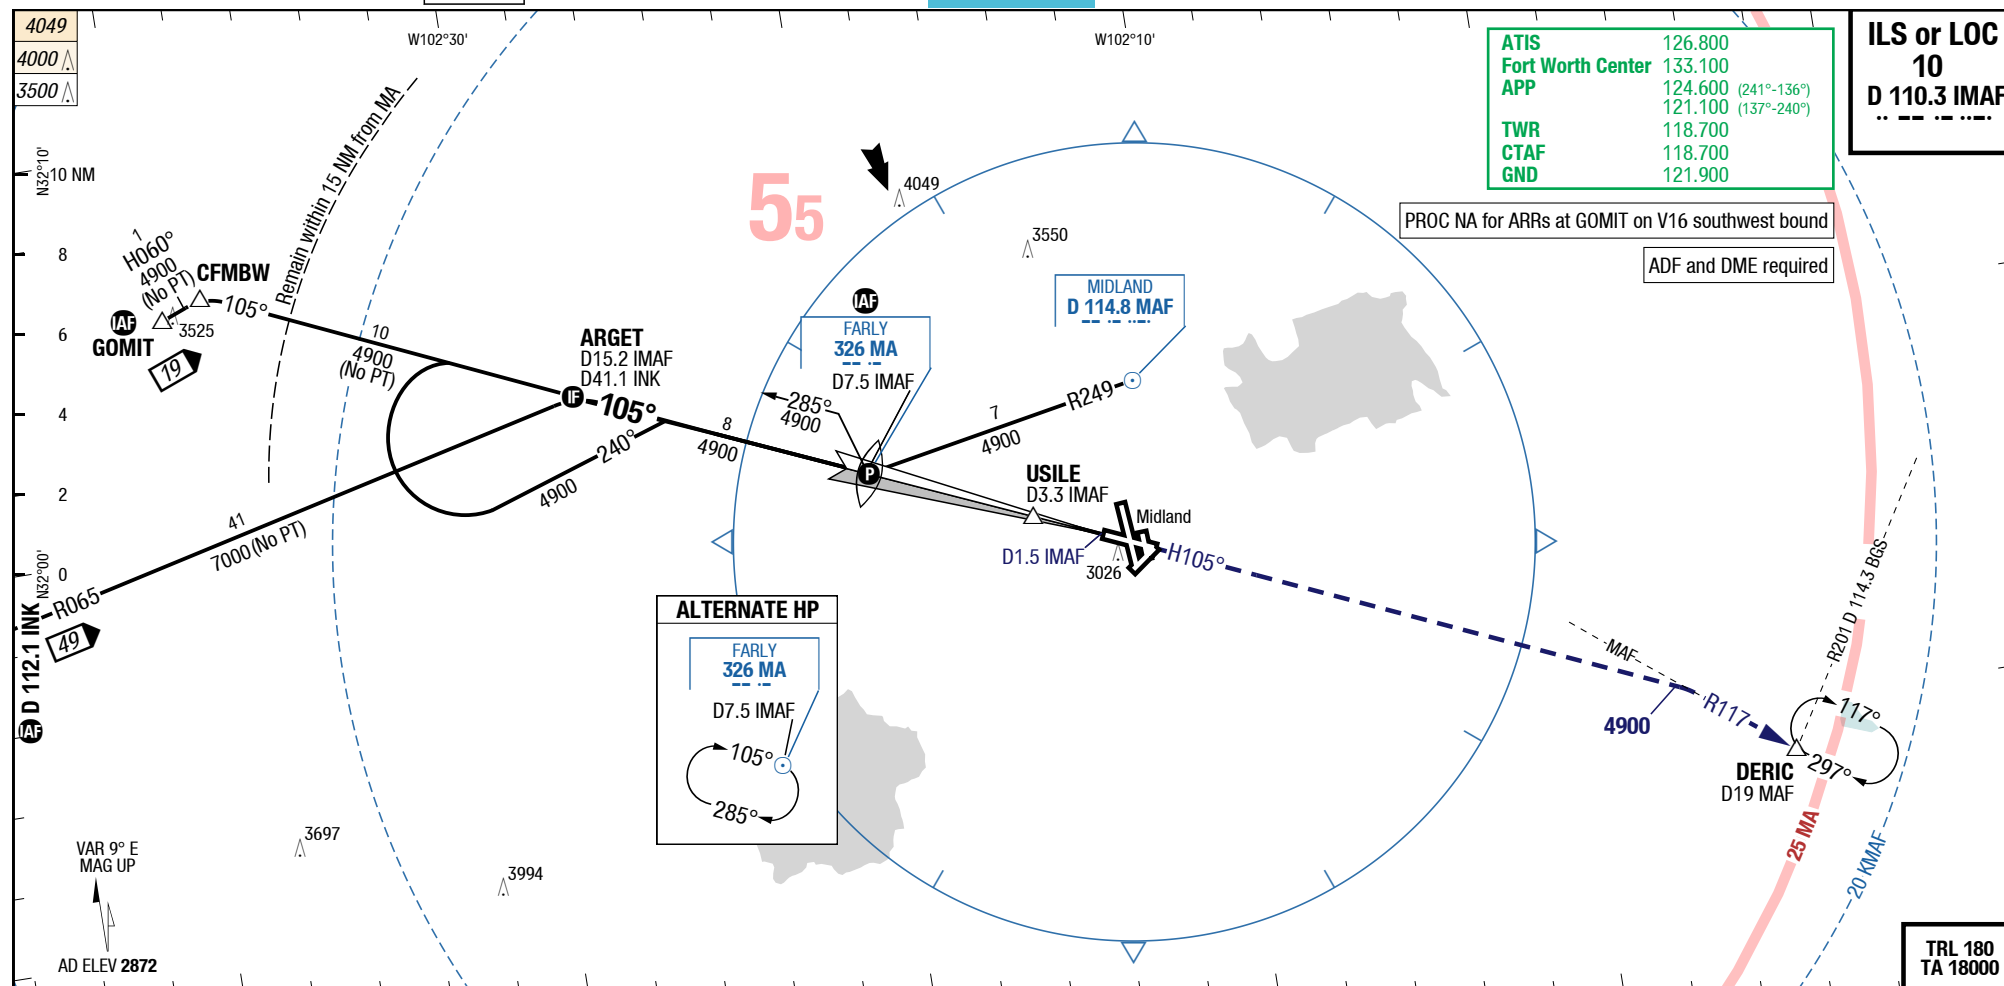 4049
4000
3500
W102°30'
W102°10'
ATIS 126.800
Fort Worth Center 133.100
APP 124.600 (241°-136°)
121.100 (137°-240°)
TWR 118.700
CTAF 118.700
GND 121.900
ILS or LOC
10
D 110.3 IMAF
PROC NA for ARRs at GOMIT on V16 southwest bound
ADF and DME required
N32°10'
10 NM
8
6
4
2
0
N32°00'
Remain within 15 NM from MA
55
4049
3550
1
H060°
4900
(No PT)
CFMBW
105°
3525
IAF
GOMIT
19
10
4900
(No PT)
ARGET
D15.2 IMAF
D41.1 INK
IF
105°
240°
4900
8
4900
IAF
FARLY
326 MA
D7.5 IMAF
285°
4900
P
MIDLAND
D 114.8 MAF
R249
7
4900
USILE
D3.3 IMAF
Midland
D1.5 IMAF
3026
H105°
41
7000 (No PT)
R065
49
D 112.1 INK
IAF
ALTERNATE HP
FARLY
326 MA
D7.5 IMAF
105°
285°
MAF
R201 D 114.3 BGS
4900
R117
117°
297°
DERIC
D19 MAF
25 MA
20 KMAF
3697
3994
VAR 9° E
MAG UP
AD ELEV 2872
TRL 180
TA 18000